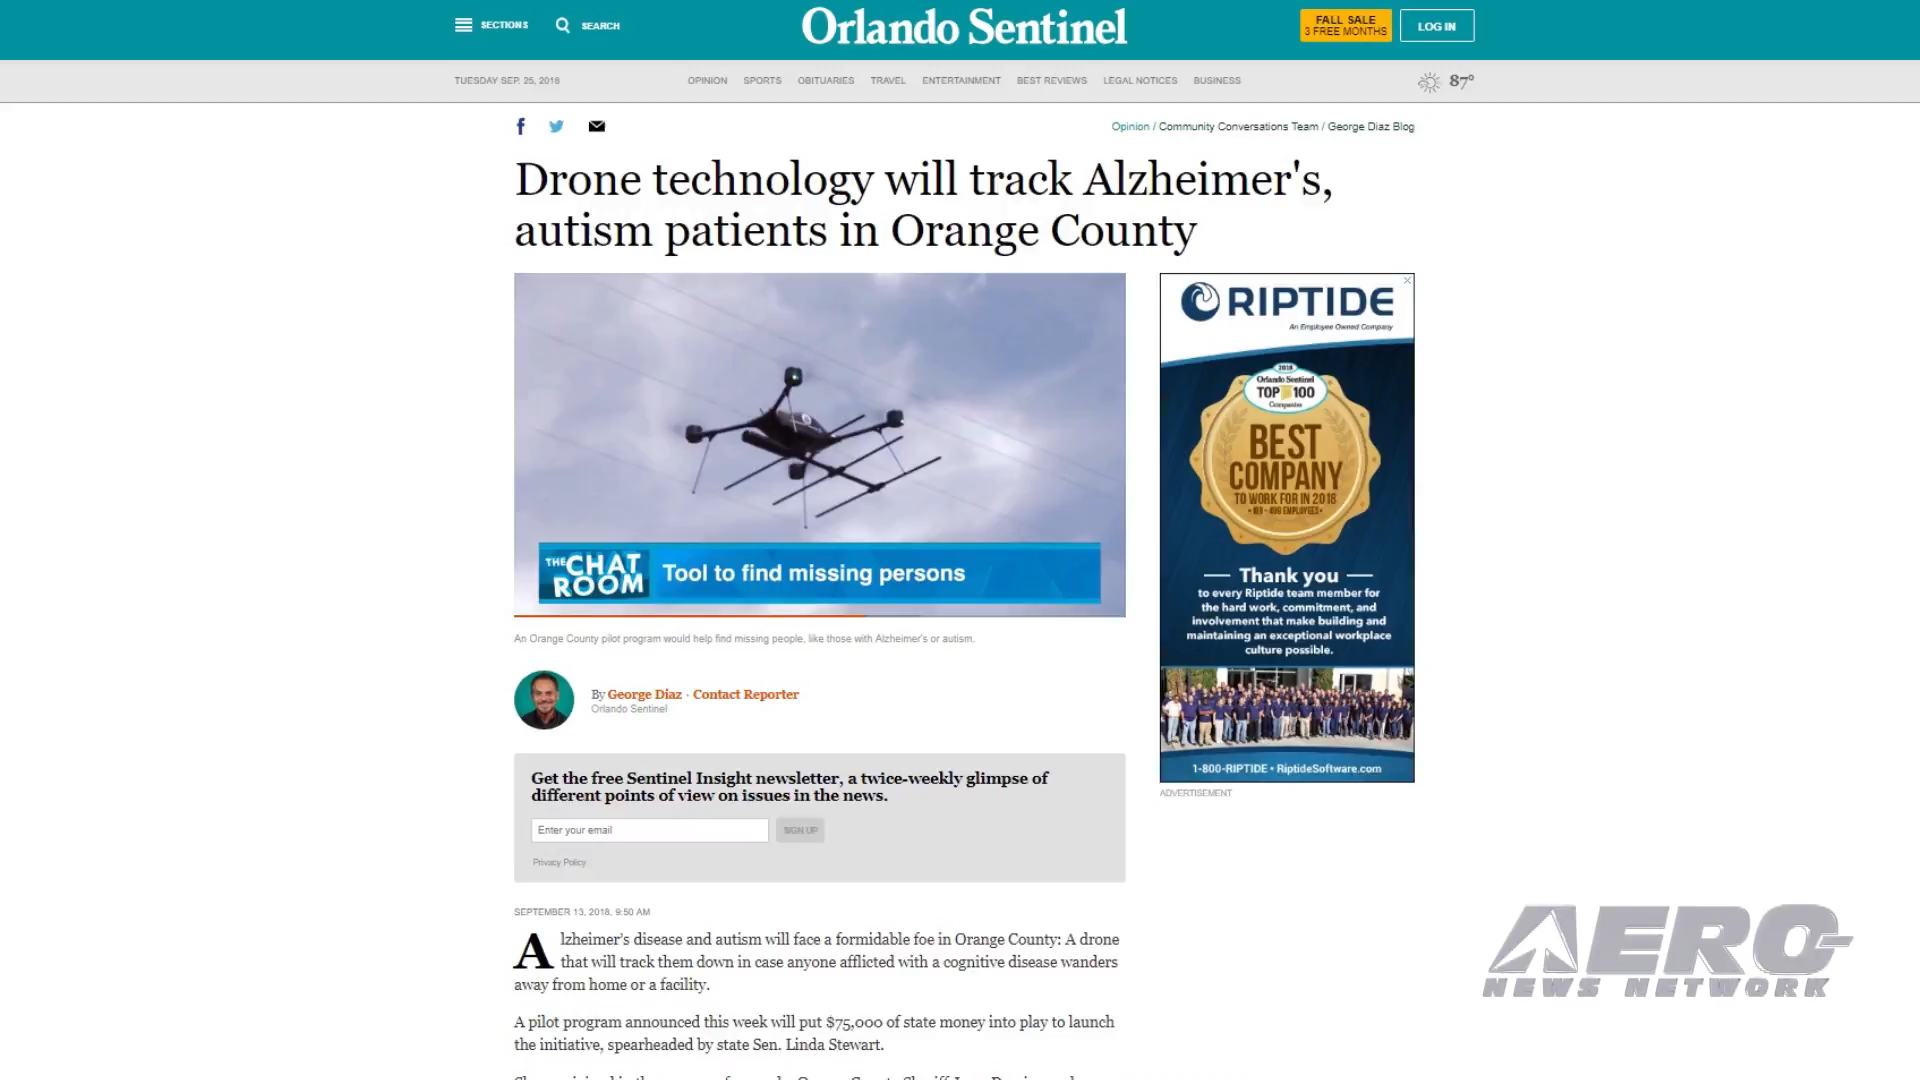 SECTIONS
SEARCH
Orlando Sentinel
FALL SALE
3 FREE MONTHS
LOG IN
TUESDAY SEP. 25, 2018
OPINION
SPORTS
OBITUARIES
TRAVEL
ENTERTAINMENT
BEST REVIEWS
LEGAL NOTICES
BUSINESS
87°
Opinion / Community Conversations Team / George Diaz Blog
Drone technology will track Alzheimer's,
autism patients in Orange County
THE CHAT
ROOM
Tool to find missing persons
An Orange County pilot program would help find missing people, like those with Alzheimer's or autism.
By George Diaz · Contact Reporter
Orlando Sentinel
Get the free Sentinel Insight newsletter, a twice-weekly glimpse of
different points of view on issues in the news.
Enter your email
SIGN UP
Privacy Policy
SEPTEMBER 13, 2018, 9:50 AM
Alzheimer's disease and autism will face a formidable foe in Orange County: A drone
that will track them down in case anyone afflicted with a cognitive disease wanders
away from home or a facility.
A pilot program announced this week will put $75,000 of state money into play to launch
the initiative, spearheaded by state Sen. Linda Stewart.
RIPTIDE
An Employee Owned Company
2018
Orlando Sentinel
TOP 100
Companies
BEST
COMPANY
TO WORK FOR IN 2018
EMPLOYEES
Thank you
to every Riptide team member for
the hard work, commitment, and
involvement that make building and
maintaining an exceptional workplace
culture possible.
1-800-RIPTIDE • RiptideSoftware.com
ADVERTISEMENT
AERO-
NEWS NETWORK